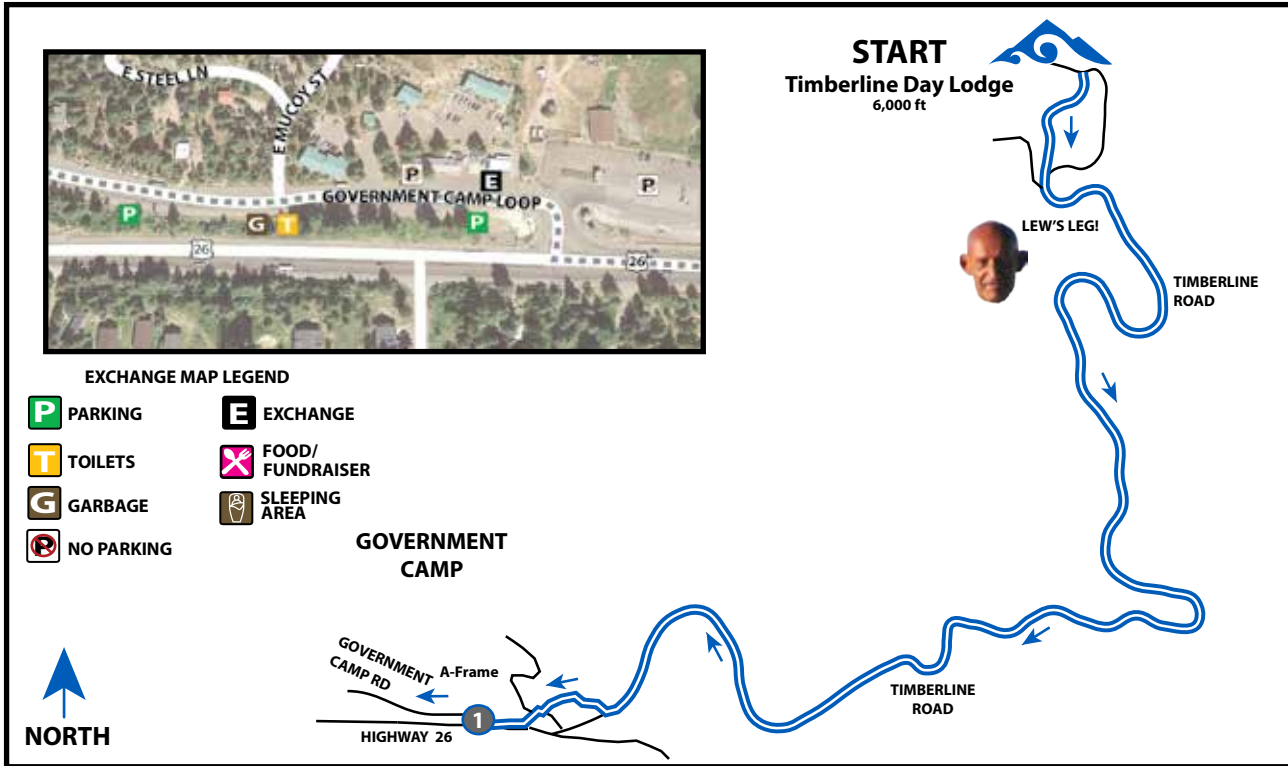 START
Timberline Day Lodge
6,000 ft
E STEEL LN
E MUCOY ST
P
E
P
GOVERNMENT CAMP LOOP
P
G
T
P
26
26
LEW'S LEG!
TIMBERLINE
ROAD
EXCHANGE MAP LEGEND
P PARKING
E EXCHANGE
T TOILETS
FOOD/
FUNDRAISER
G GARBAGE
SLEEPING
AREA
P NO PARKING
GOVERNMENT
CAMP
GOVERNMENT
CAMP RD
A-Frame
1
HIGHWAY 26
TIMBERLINE
ROAD
NORTH